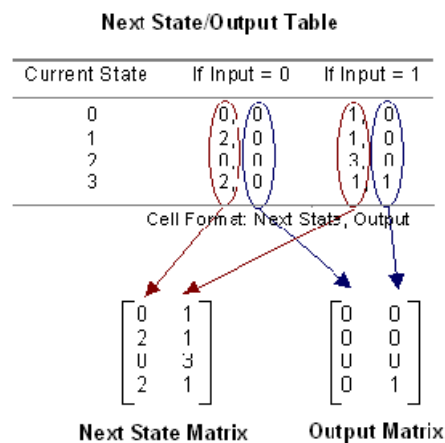 Next State/Output Table
Current State If Input = 0 If Input = 1
0 0, 0 1, 0
1 2, 0 1, 0
2 0, 0 3, 0
3 2, 0 1, 1
Cell Format: Next State, Output
0 1 0 0
2 1 0 0
0 3 0 0
2 1 0 1
Next State Matrix Output Matrix